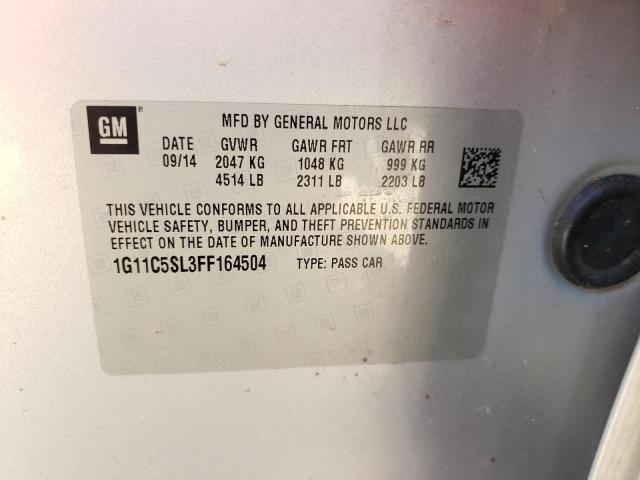 GM ® MFD BY GENERAL MOTORS LLC
DATE GVWR GAWR FRT GAWR RR
09/14 2047 KG 1048 KG 999 KG
4514 LB 2311 LB 2203 LB
THIS VEHICLE CONFORMS TO ALL APPLICABLE U.S. FEDERAL MOTOR
VEHICLE SAFETY, BUMPER, AND THEFT PREVENTION STANDARDS IN
EFFECT ON THE DATE OF MANUFACTURE SHOWN ABOVE.
1G11C5SL3FF164504 TYPE: PASS CAR